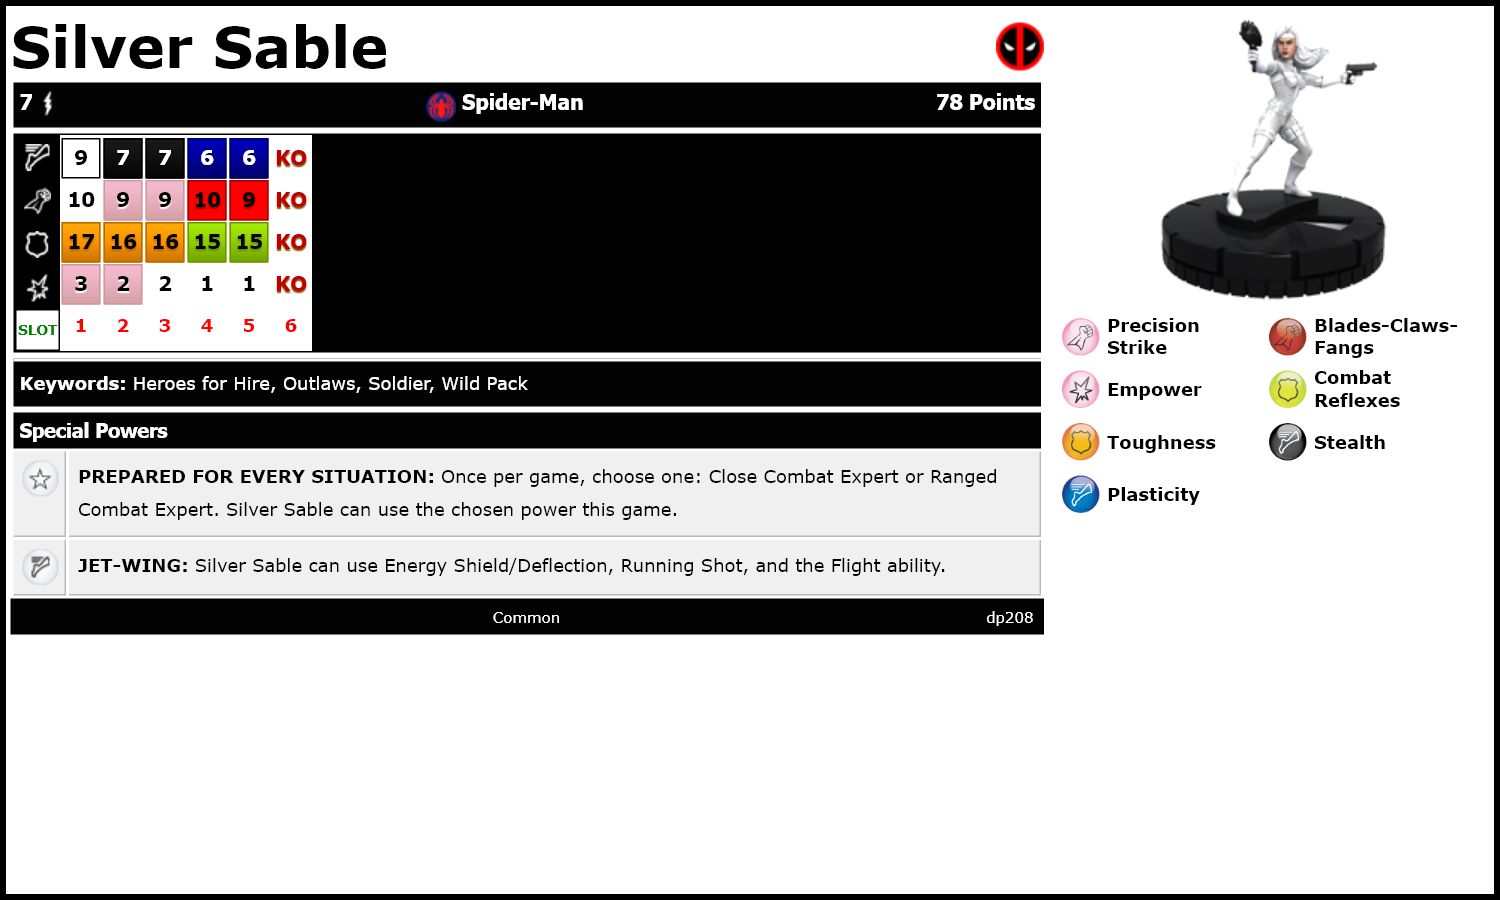 Silver Sable
7 Spider-Man 78 Points
9 7 7 6 6 KO
10 9 9 10 9 KO
17 16 16 15 15 KO
3 2 2 1 1 KO
SLOT 1 2 3 4 5 6
Keywords: Heroes for Hire, Outlaws, Soldier, Wild Pack
Special Powers
PREPARED FOR EVERY SITUATION: Once per game, choose one: Close Combat Expert or Ranged
Combat Expert. Silver Sable can use the chosen power this game.
JET-WING: Silver Sable can use Energy Shield/Deflection, Running Shot, and the Flight ability.
Common dp208
Precision
Strike
Blades-Claws-
Fangs
Empower
Combat
Reflexes
Toughness
Stealth
Plasticity